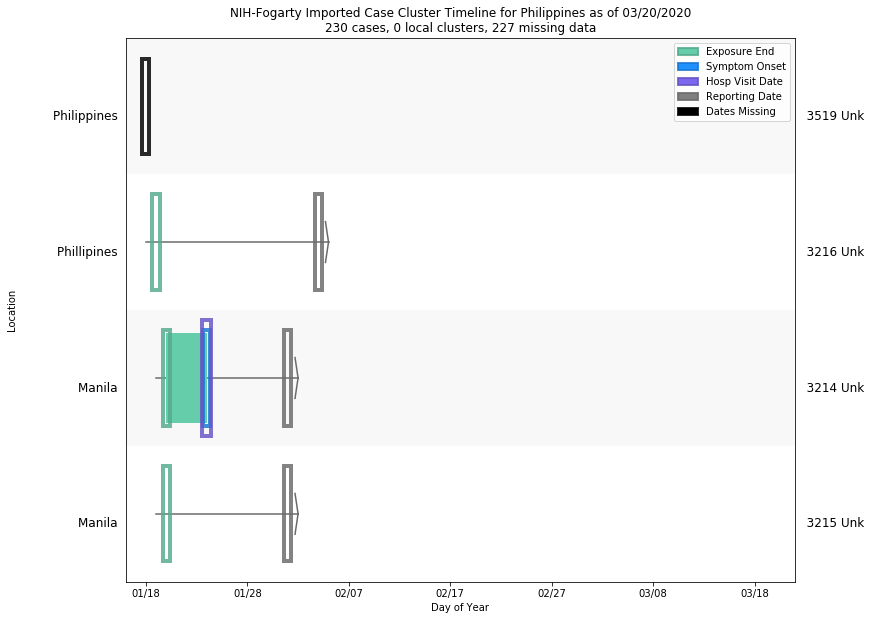 NIH-Fogarty Imported Case Cluster Timeline for Philippines as of 03/20/2020
230 cases, 0 local clusters, 227 missing data
Exposure End
Symptom Onset
Hosp Visit Date
Reporting Date
Dates Missing
Philippines
3519 Unk
Phillipines
3216 Unk
Location
Manila
3214 Unk
Manila
3215 Unk
01/18
01/28
02/07
02/17
02/27
03/08
03/18
Day of Year